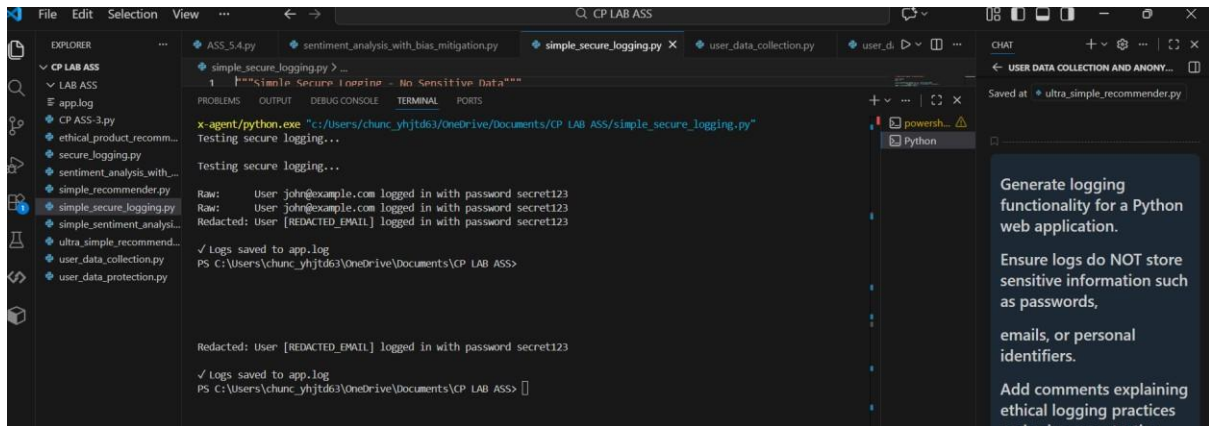 File Edit Selection View ... CP LAB ASS
EXPLORER ...
CP LAB ASS
LAB ASS
app.log
CP ASS-3.py
ethical_product_recomm...
secure_logging.py
sentiment_analysis_with_...
simple_recommender.py
simple_secure_logging.py
simple_sentiment_analysi...
ultra_simple_recommend...
user_data_collection.py
user_data_protection.py
ASS_5.4.py sentiment_analysis_with_bias_mitigation.py simple_secure_logging.py user_data_collection.py user_d
simple_secure_logging.py > ...
1 """Simple Secure Logging - No Sensitive Data"""
PROBLEMS OUTPUT DEBUG CONSOLE TERMINAL PORTS
x-agent/python.exe "c:/Users/chunc_yhjtd63/OneDrive/Documents/CP LAB ASS/simple_secure_logging.py"
Testing secure logging...
Testing secure logging...
Raw: User john@example.com logged in with password secret123
Raw: User john@example.com logged in with password secret123
Redacted: User [REDACTED_EMAIL] logged in with password secret123
✓ Logs saved to app.log
PS C:\Users\chunc_yhjtd63\OneDrive\Documents\CP LAB ASS>
Redacted: User [REDACTED_EMAIL] logged in with password secret123
✓ Logs saved to app.log
PS C:\Users\chunc_yhjtd63\OneDrive\Documents\CP LAB ASS>
powersh...
Python
CHAT
USER DATA COLLECTION AND ANONY...
Saved at ultra_simple_recommender.py
Generate logging
functionality for a Python
web application.
Ensure logs do NOT store
sensitive information such
as passwords,
emails, or personal
identifiers.
Add comments explaining
ethical logging practices